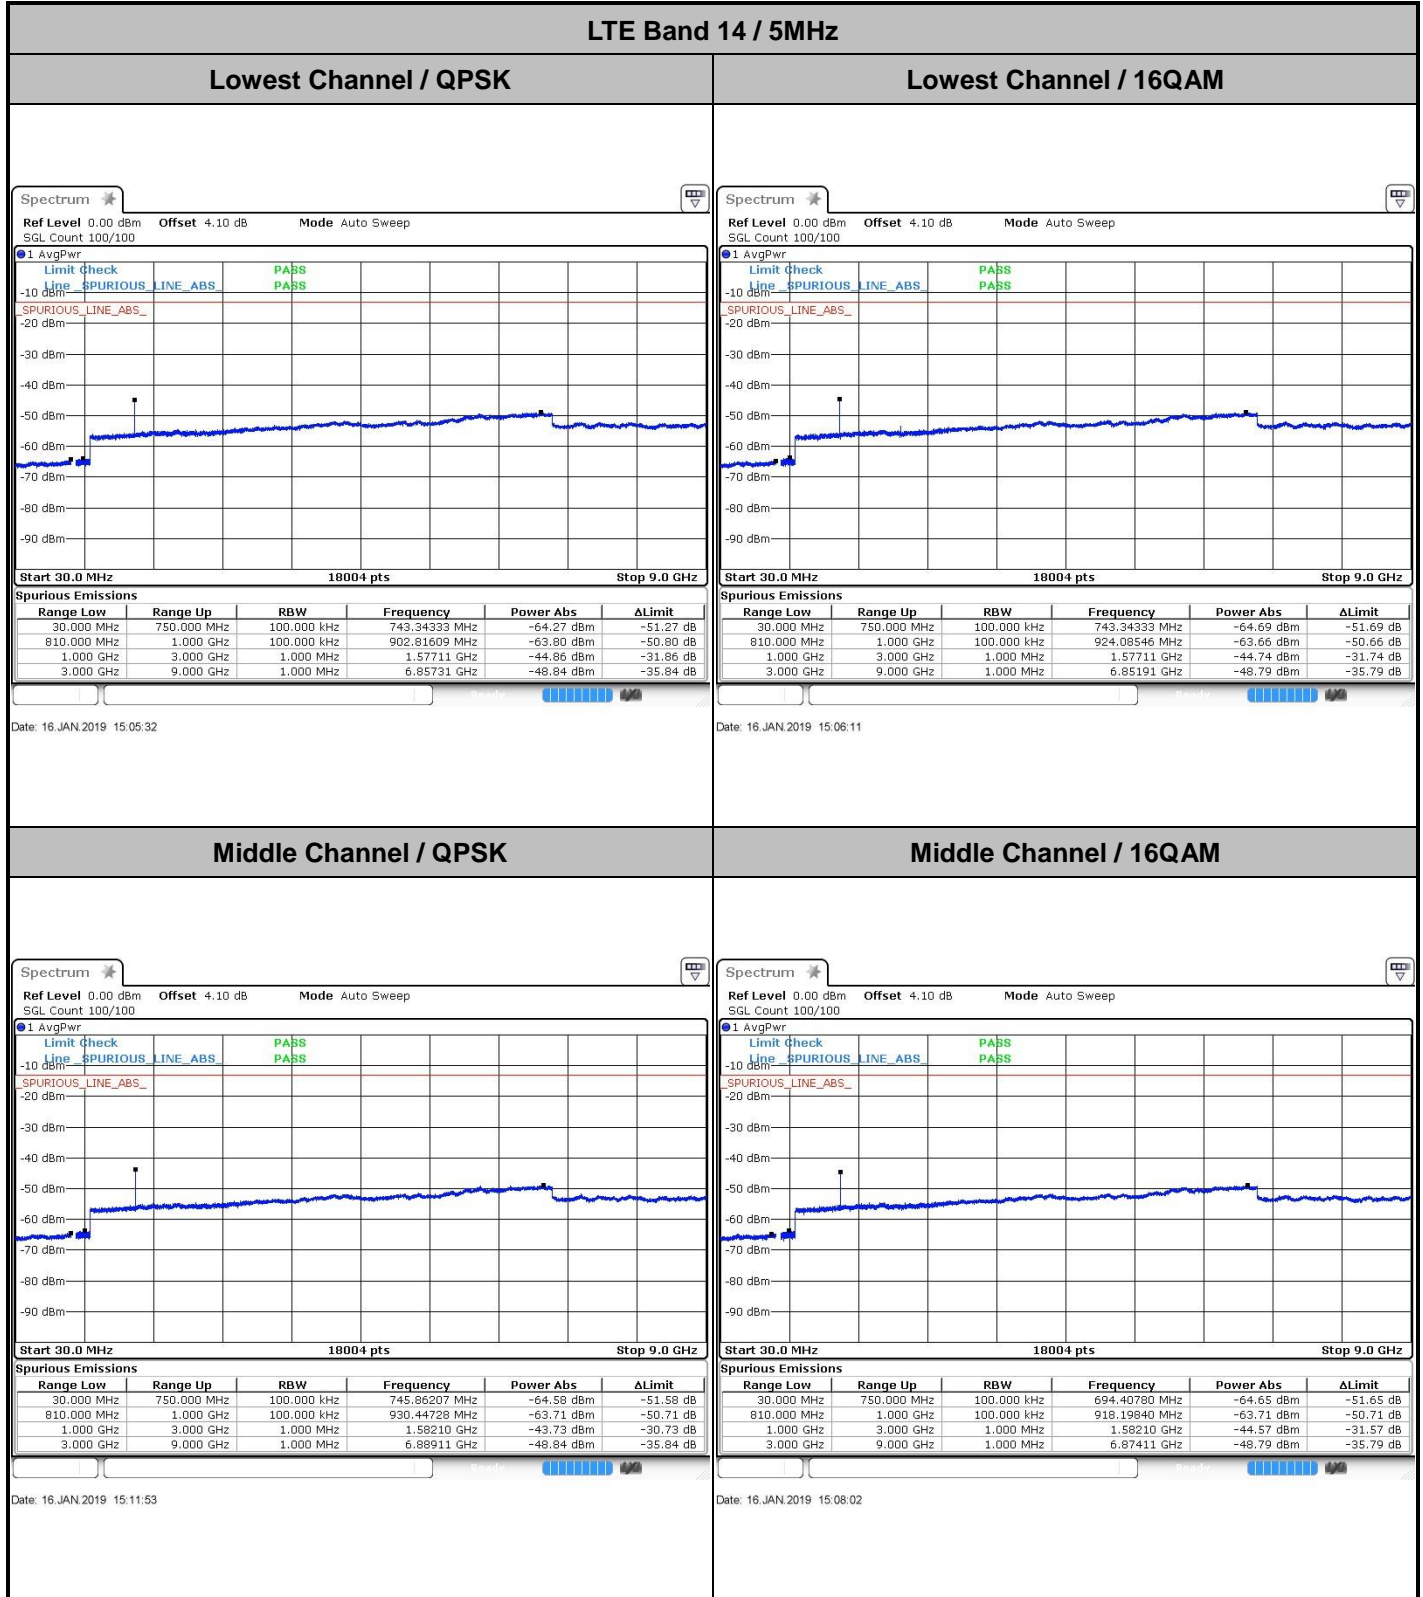 LTE Band 14 / 5MHz
Lowest Channel / QPSK
Lowest Channel / 16QAM
Spectrum
Ref Level 0.00 dBm Offset 4.10 dB Mode Auto Sweep
SGL Count 100/100
1 AvgPwr
Limit Check PASS
Line _SPURIOUS_LINE_ABS_ PASS
-10 dBm
_SPURIOUS_LINE_ABS_
-20 dBm
-30 dBm
-40 dBm
-50 dBm
-60 dBm
-70 dBm
-80 dBm
-90 dBm
Start 30.0 MHz 18004 pts Stop 9.0 GHz
Spurious Emissions
Range Low Range Up RBW Frequency Power Abs ΔLimit
30.000 MHz 750.000 MHz 100.000 kHz 743.34333 MHz -64.27 dBm -51.27 dB
810.000 MHz 1.000 GHz 100.000 kHz 902.81609 MHz -63.80 dBm -50.80 dB
1.000 GHz 3.000 GHz 1.000 MHz 1.57711 GHz -44.86 dBm -31.86 dB
3.000 GHz 9.000 GHz 1.000 MHz 6.85731 GHz -48.84 dBm -35.84 dB
Date: 16.JAN.2019 15:05:32
Spectrum
Ref Level 0.00 dBm Offset 4.10 dB Mode Auto Sweep
SGL Count 100/100
1 AvgPwr
Limit Check PASS
Line _SPURIOUS_LINE_ABS_ PASS
-10 dBm
_SPURIOUS_LINE_ABS_
-20 dBm
-30 dBm
-40 dBm
-50 dBm
-60 dBm
-70 dBm
-80 dBm
-90 dBm
Start 30.0 MHz 18004 pts Stop 9.0 GHz
Spurious Emissions
Range Low Range Up RBW Frequency Power Abs ΔLimit
30.000 MHz 750.000 MHz 100.000 kHz 743.34333 MHz -64.69 dBm -51.69 dB
810.000 MHz 1.000 GHz 100.000 kHz 924.08546 MHz -63.66 dBm -50.66 dB
1.000 GHz 3.000 GHz 1.000 MHz 1.57711 GHz -44.74 dBm -31.74 dB
3.000 GHz 9.000 GHz 1.000 MHz 6.85191 GHz -48.79 dBm -35.79 dB
Ready
Date: 16.JAN.2019 15:06:11
Middle Channel / QPSK
Middle Channel / 16QAM
Spectrum
Ref Level 0.00 dBm Offset 4.10 dB Mode Auto Sweep
SGL Count 100/100
1 AvgPwr
Limit Check PASS
Line _SPURIOUS_LINE_ABS_ PASS
-10 dBm
_SPURIOUS_LINE_ABS_
-20 dBm
-30 dBm
-40 dBm
-50 dBm
-60 dBm
-70 dBm
-80 dBm
-90 dBm
Start 30.0 MHz 18004 pts Stop 9.0 GHz
Spurious Emissions
Range Low Range Up RBW Frequency Power Abs ΔLimit
30.000 MHz 750.000 MHz 100.000 kHz 745.86207 MHz -64.58 dBm -51.58 dB
810.000 MHz 1.000 GHz 100.000 kHz 930.44728 MHz -63.71 dBm -50.71 dB
1.000 GHz 3.000 GHz 1.000 MHz 1.58210 GHz -43.73 dBm -30.73 dB
3.000 GHz 9.000 GHz 1.000 MHz 6.88911 GHz -48.84 dBm -35.84 dB
Date: 16.JAN.2019 15:11:53
Spectrum
Ref Level 0.00 dBm Offset 4.10 dB Mode Auto Sweep
SGL Count 100/100
1 AvgPwr
Limit Check PASS
Line _SPURIOUS_LINE_ABS_ PASS
-10 dBm
_SPURIOUS_LINE_ABS_
-20 dBm
-30 dBm
-40 dBm
-50 dBm
-60 dBm
-70 dBm
-80 dBm
-90 dBm
Start 30.0 MHz 18004 pts Stop 9.0 GHz
Spurious Emissions
Range Low Range Up RBW Frequency Power Abs ΔLimit
30.000 MHz 750.000 MHz 100.000 kHz 694.40780 MHz -64.65 dBm -51.65 dB
810.000 MHz 1.000 GHz 100.000 kHz 918.19840 MHz -63.71 dBm -50.71 dB
1.000 GHz 3.000 GHz 1.000 MHz 1.58210 GHz -44.57 dBm -31.57 dB
3.000 GHz 9.000 GHz 1.000 MHz 6.87411 GHz -48.79 dBm -35.79 dB
Date: 16.JAN.2019 15:08:02